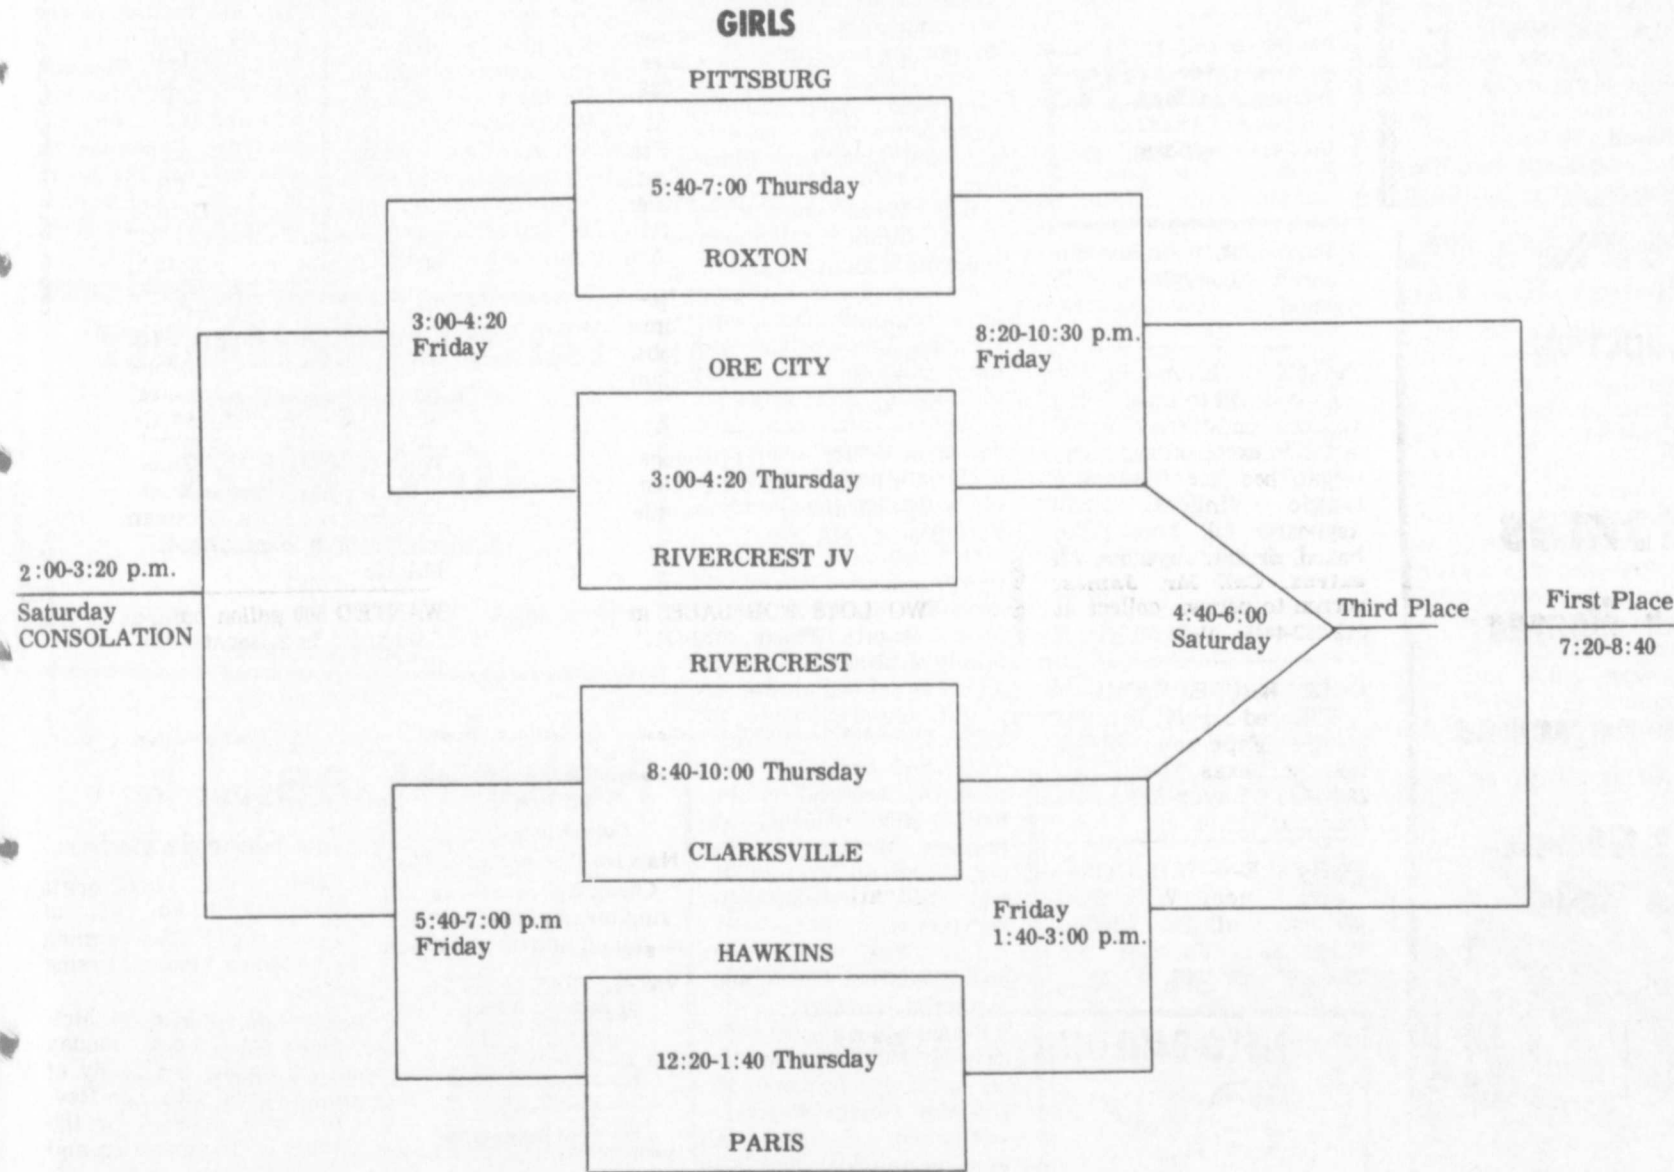 GIRLS
PITTSBURG
5:40-7:00 Thursday
ROXTON
3:00-4:20
Friday
8:20-10:30 p.m.
Friday
ORE CITY
3:00-4:20 Thursday
RIVERCREST JV
2:00-3:20 p.m.
Saturday
CONSOLATION
4:40-6:00
Saturday
Third Place
First Place
7:20-8:40
RIVERCREST
8:40-10:00 Thursday
CLARKSVILLE
5:40-7:00 p.m
Friday
Friday
1:40-3:00 p.m.
HAWKINS
12:20-1:40 Thursday
PARIS